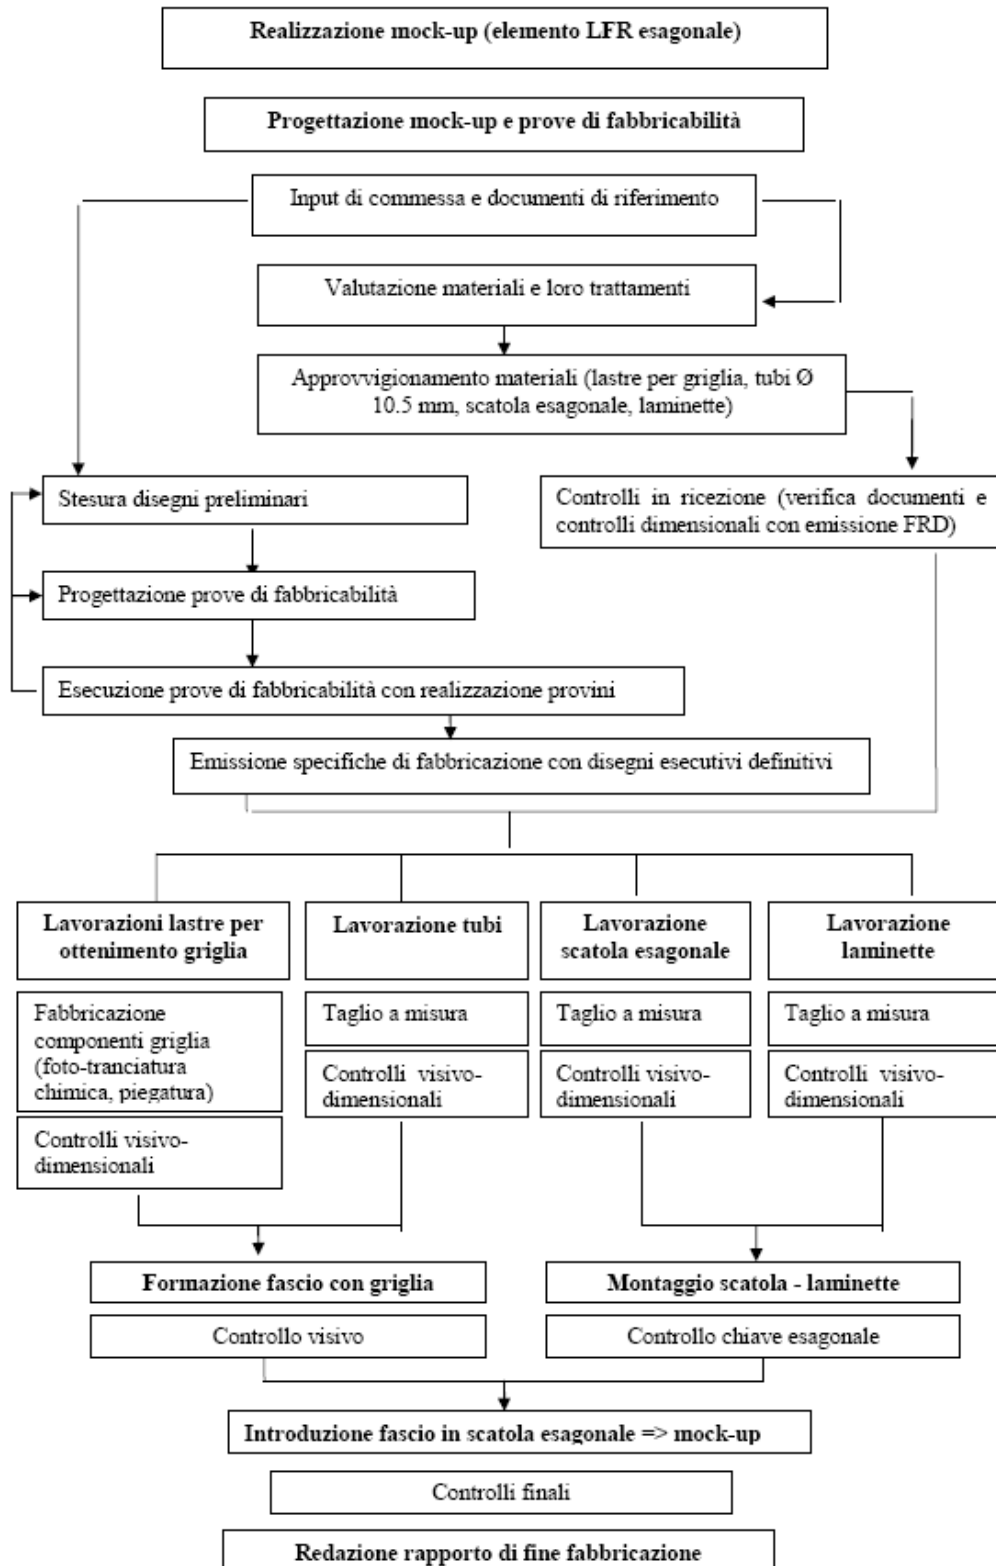 Realizzazione mock-up (elemento LFR esagonale)
Progettazione mock-up e prove di fabbricabilità
Input di commessa e documenti di riferimento
Valutazione materiali e loro trattamenti
Approvvigionamento materiali (lastre per griglia, tubi Ø
10.5 mm, scatola esagonale, laminette)
Stesura disegni preliminari
Controlli in ricezione (verifica documenti e
controlli dimensionali con emissione FRD)
Progettazione prove di fabbricabilità
Esecuzione prove di fabbricabilità con realizzazione provini
Emissione specifiche di fabbricazione con disegni esecutivi definitivi
Lavorazioni lastre per
ottenimento griglia
Fabbricazione
componenti griglia
(foto-tranciatura
chimica, piegatura)
Controlli visivo-
dimensionali
Lavorazione tubi
Taglio a misura
Controlli visivo-
dimensionali
Lavorazione
scatola esagonale
Taglio a misura
Controlli visivo-
dimensionali
Lavorazione
laminette
Taglio a misura
Controlli visivo-
dimensionali
Formazione fascio con griglia
Controllo visivo
Montaggio scatola - laminette
Controllo chiave esagonale
Introduzione fascio in scatola esagonale => mock-up
Controlli finali
Redazione rapporto di fine fabbricazione